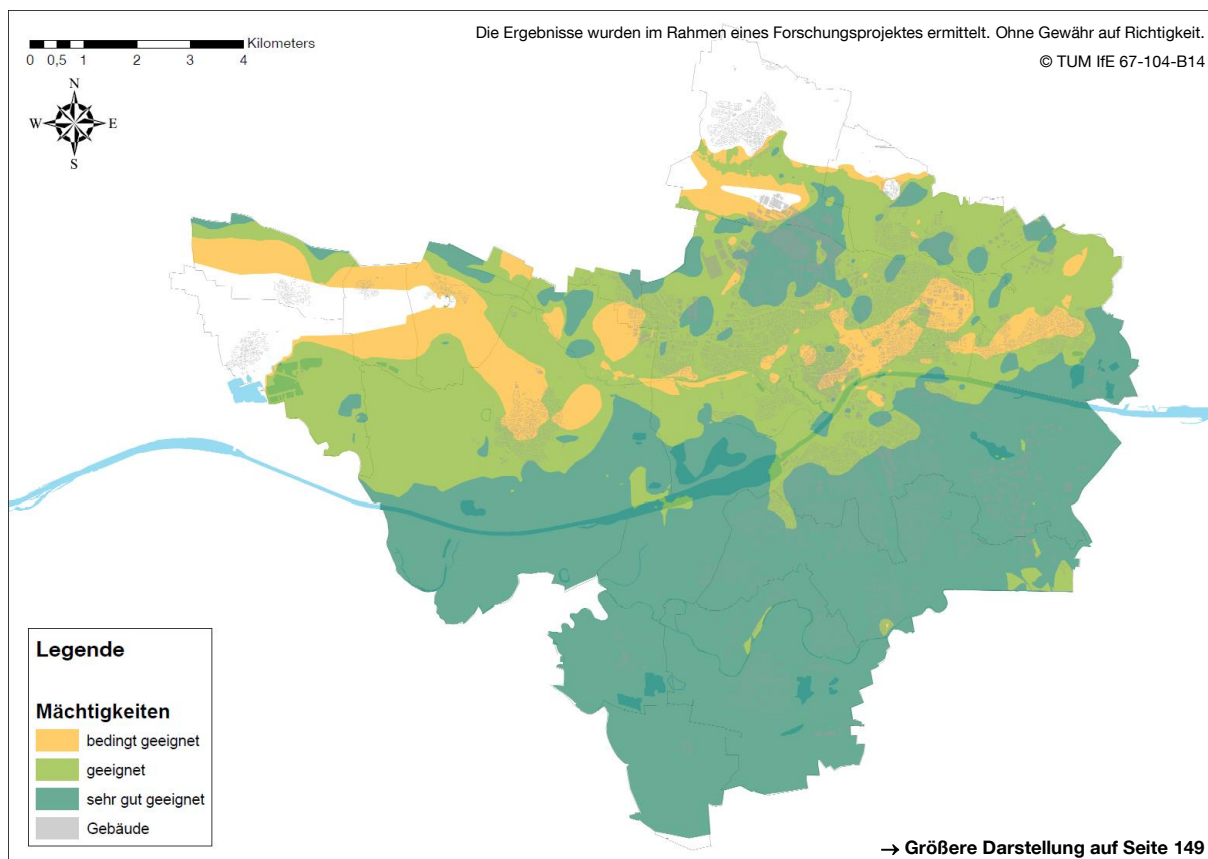 Die Ergebnisse wurden im Rahmen eines Forschungsprojektes ermittelt. Ohne Gewähr auf Richtigkeit.
© TUM IfE 67-104-B14
Kilometers
0 0,5 1 2 3 4
N
W E
S
Legende
Mächtigkeiten
bedingt geeignet
geeignet
sehr gut geeignet
Gebäude
→ Größere Darstellung auf Seite 149